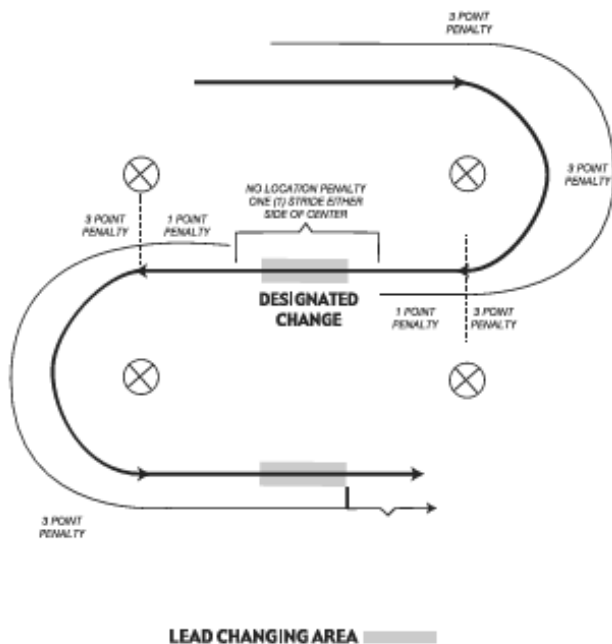 3 POINT
PENALTY
3 POINT
PENALTY
NO LOCATION PENALTY
ONE (1) STRIDE EITHER
SIDE OF CENTER
3 POINT
PENALTY
1 POINT
PENALTY
DESIGNATED
CHANGE
1 POINT
PENALTY
3 POINT
PENALTY
3 POINT
PENALTY
LEAD CHANGING AREA